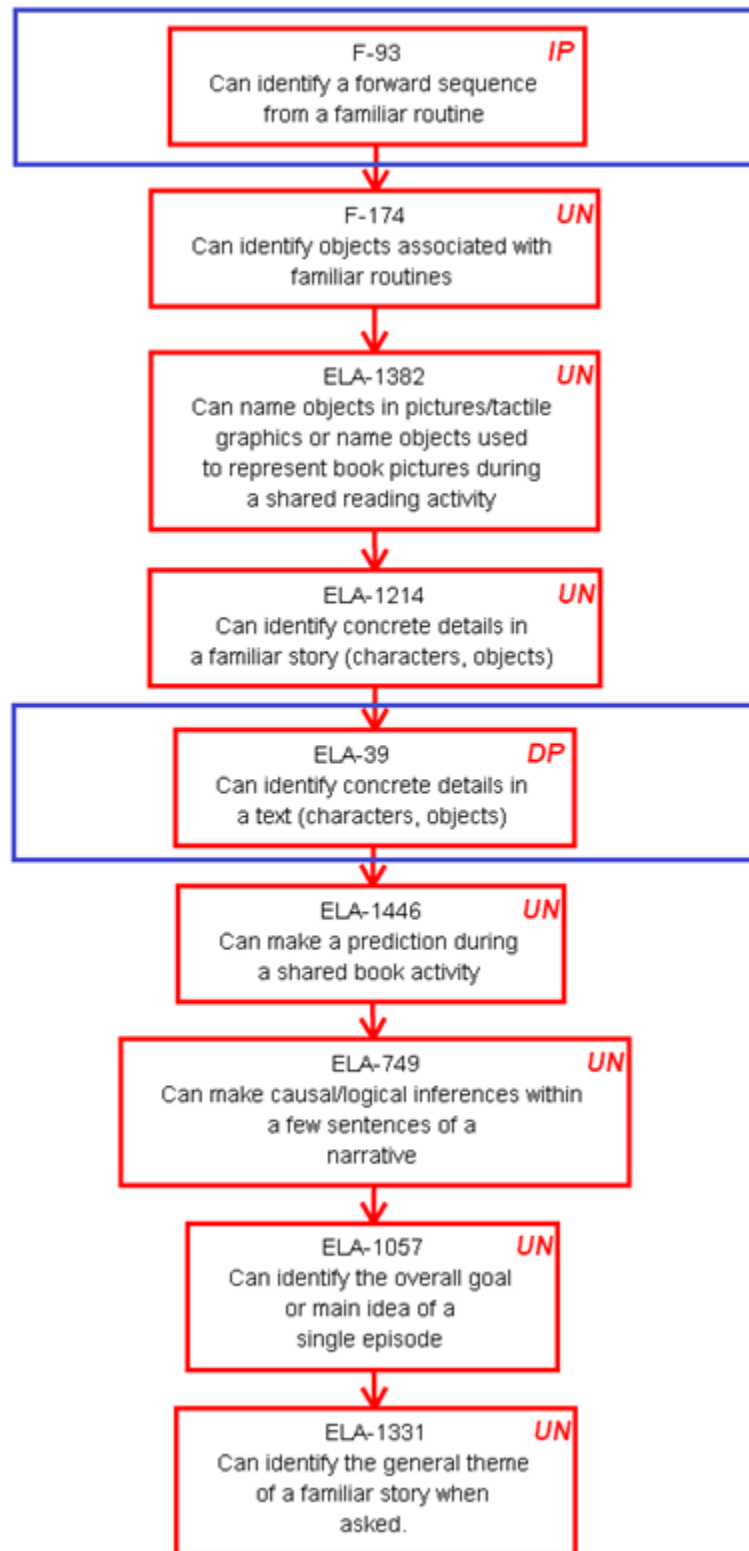 F-93 IP
Can identify a forward sequence
from a familiar routine
F-174 UN
Can identify objects associated with
familiar routines
ELA-1382 UN
Can name objects in pictures/tactile
graphics or name objects used
to represent book pictures during
a shared reading activity
ELA-1214 UN
Can identify concrete details in
a familiar story (characters, objects)
ELA-39 DP
Can identify concrete details in
a text (characters, objects)
ELA-1446 UN
Can make a prediction during
a shared book activity
ELA-749 UN
Can make causal/logical inferences within
a few sentences of a
narrative
ELA-1057 UN
Can identify the overall goal
or main idea of a
single episode
ELA-1331 UN
Can identify the general theme
of a familiar story when
asked.